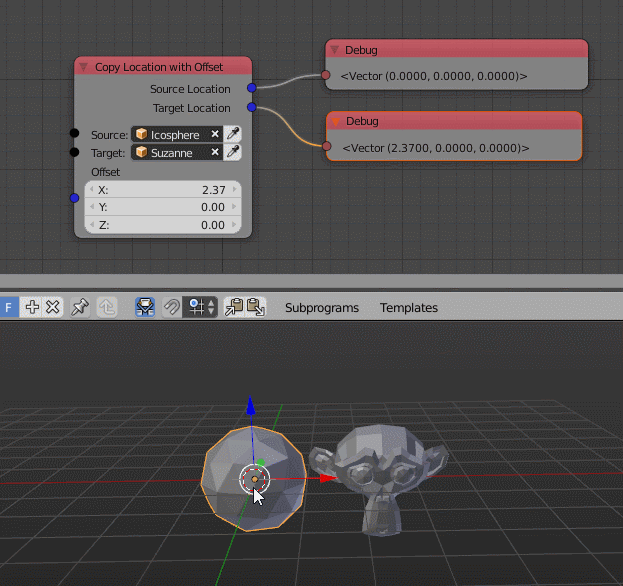 Debug
<Vector (0.0000, 0.0000, 0.0000)>
Copy Location with Offset
Source Location
Target Location
Source: Icosphere
Target: Suzanne
Offset
X: 2.37
Y: 0.00
Z: 0.00
Debug
<Vector (2.3700, 0.0000, 0.0000)>
F
Subprograms Templates